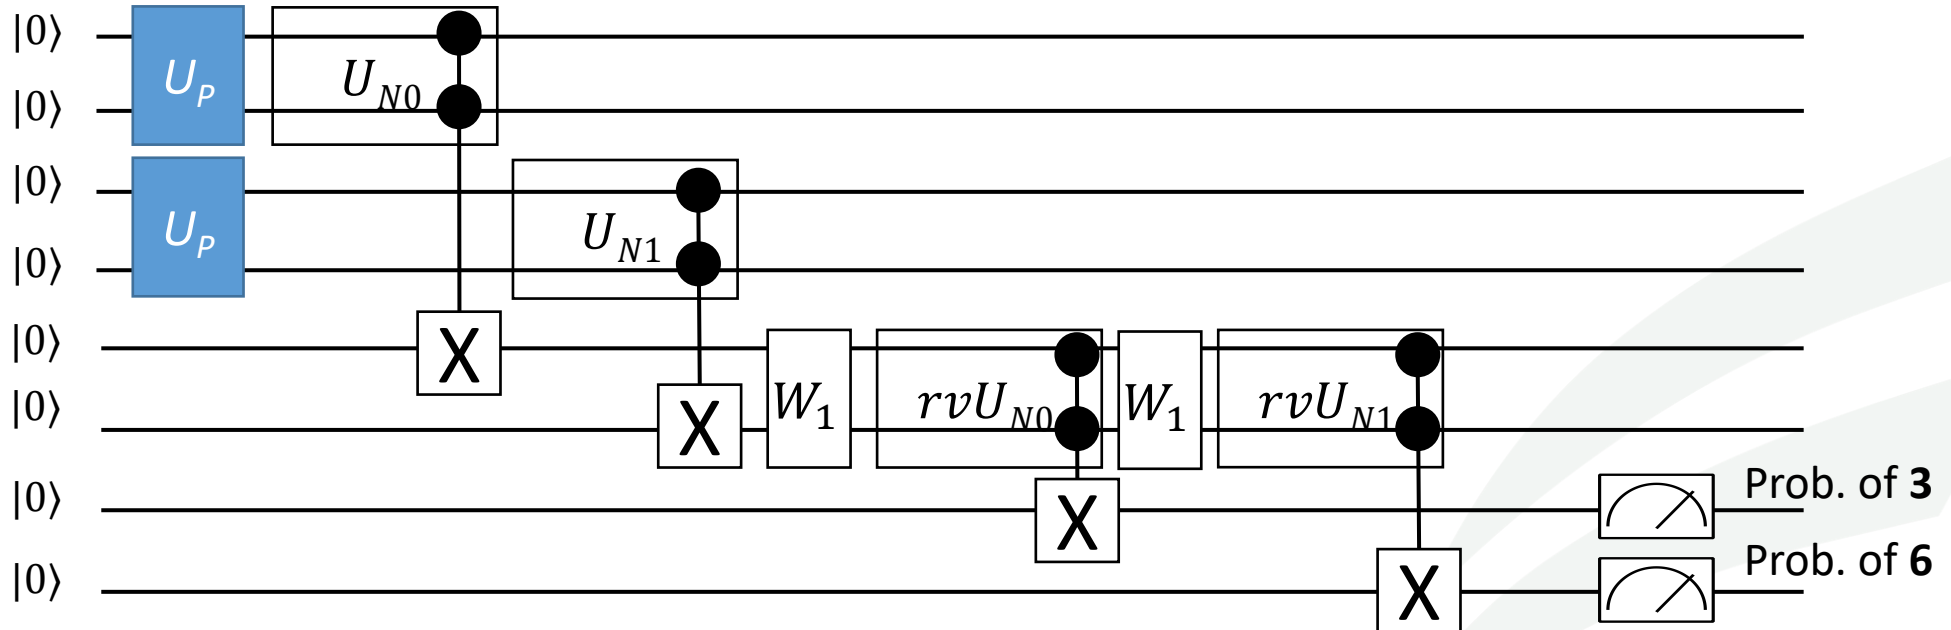 |0⟩
U_P U_N0
|0⟩
|0⟩
U_P U_N1
|0⟩
|0⟩
X
|0⟩
X W_1 rvU_N0 W_1 rvU_N1
|0⟩
X
Prob. of 3
|0⟩
X
Prob. of 6